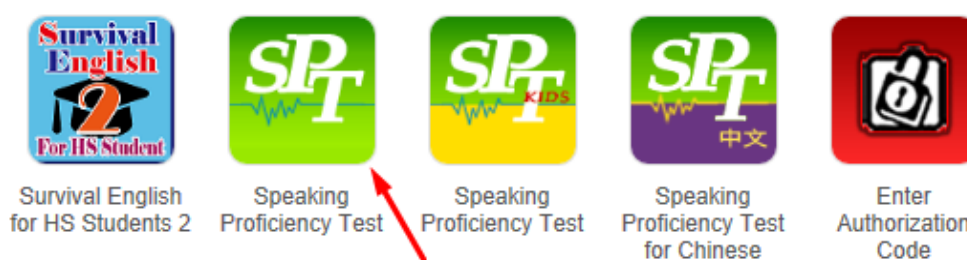 Survival
English
2
For HS Student
SPT
SPT
KIDS
SPT
中文
Survival English
for HS Students 2
Speaking
Proficiency Test
Speaking
Proficiency Test
Speaking
Proficiency Test
for Chinese
Enter
Authorization
Code